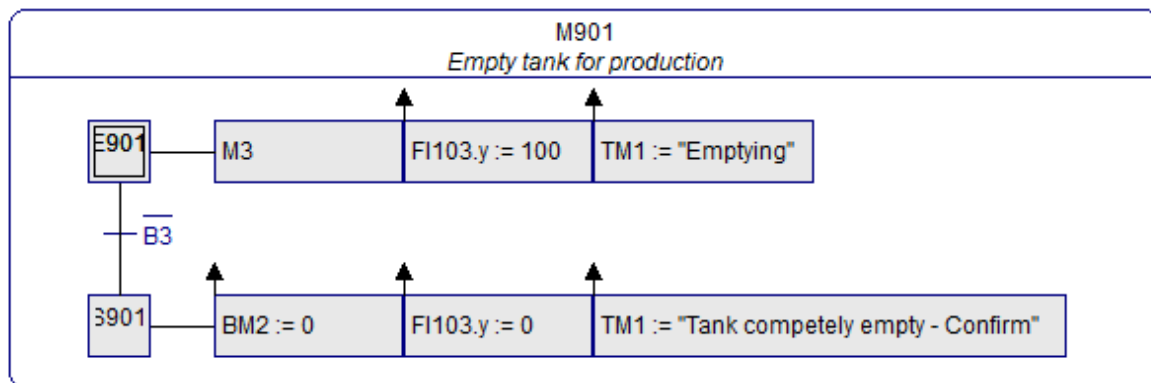 M901
Empty tank for production
E901 M3 FI103.y := 100 TM1 := "Emptying"
B3
S901 BM2 := 0 FI103.y := 0 TM1 := "Tank competely empty - Confirm"